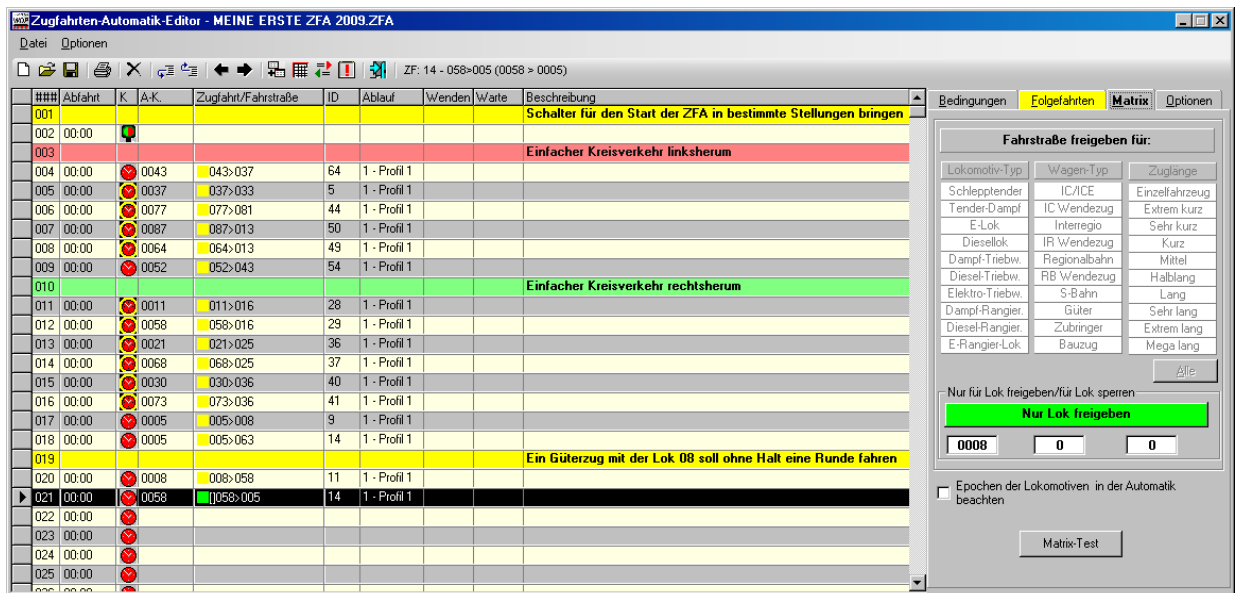 Zugfahrten-Automatik-Editor - MEINE ERSTE ZFA 2009.ZFA
Datei Optionen
ZF: 14 - 058>005 (0058 > 0005)
### Abfahrt K A-K. Zugfahrt/Fahrstraße ID Ablauf Wenden Warte Beschreibung
001 Schalter für den Start der ZFA in bestimmte Stellungen bringen
002 00:00
003 Einfacher Kreisverkehr linksherum
004 00:00 0043 043>037 64 1 - Profil 1
005 00:00 0037 037>033 5 1 - Profil 1
006 00:00 0077 077>081 44 1 - Profil 1
007 00:00 0087 087>013 50 1 - Profil 1
008 00:00 0064 064>013 49 1 - Profil 1
009 00:00 0052 052>043 54 1 - Profil 1
010 Einfacher Kreisverkehr rechtsherum
011 00:00 0011 011>016 28 1 - Profil 1
012 00:00 0058 058>016 29 1 - Profil 1
013 00:00 0021 021>025 36 1 - Profil 1
014 00:00 0068 068>025 37 1 - Profil 1
015 00:00 0030 030>036 40 1 - Profil 1
016 00:00 0073 073>036 41 1 - Profil 1
017 00:00 0005 005>008 9 1 - Profil 1
018 00:00 0005 005>063 14 1 - Profil 1
019 Ein Güterzug mit der Lok 08 soll ohne Halt eine Runde fahren
020 00:00 0008 008>058 11 1 - Profil 1
021 00:00 0058 []058>005 14 1 - Profil 1
022 00:00
023 00:00
024 00:00
025 00:00
026 00:00
Bedingungen Folgefahrten Matrix Optionen
Fahrstraße freigeben für:
Lokomotiv-Typ Wagen-Typ Zuglänge
Schlepptender IC/ICE Einzelfahrzeug
Tender-Dampf IC Wendezug Extrem kurz
E-Lok Interregio Sehr kurz
Diesellok IR Wendezug Kurz
Dampf-Triebw. Regionalbahn Mittel
Diesel-Triebw. RB Wendezug Halblang
Elektro-Triebw. S-Bahn Lang
Dampf-Rangier. Güter Sehr lang
Diesel-Rangier. Zubringer Extrem lang
E-Rangier-Lok Bauzug Mega lang
Alle
Nur für Lok freigeben/für Lok sperren
Nur Lok freigeben
0008 0 0
Epochen der Lokomotiven in der Automatik
beachten
Matrix-Test